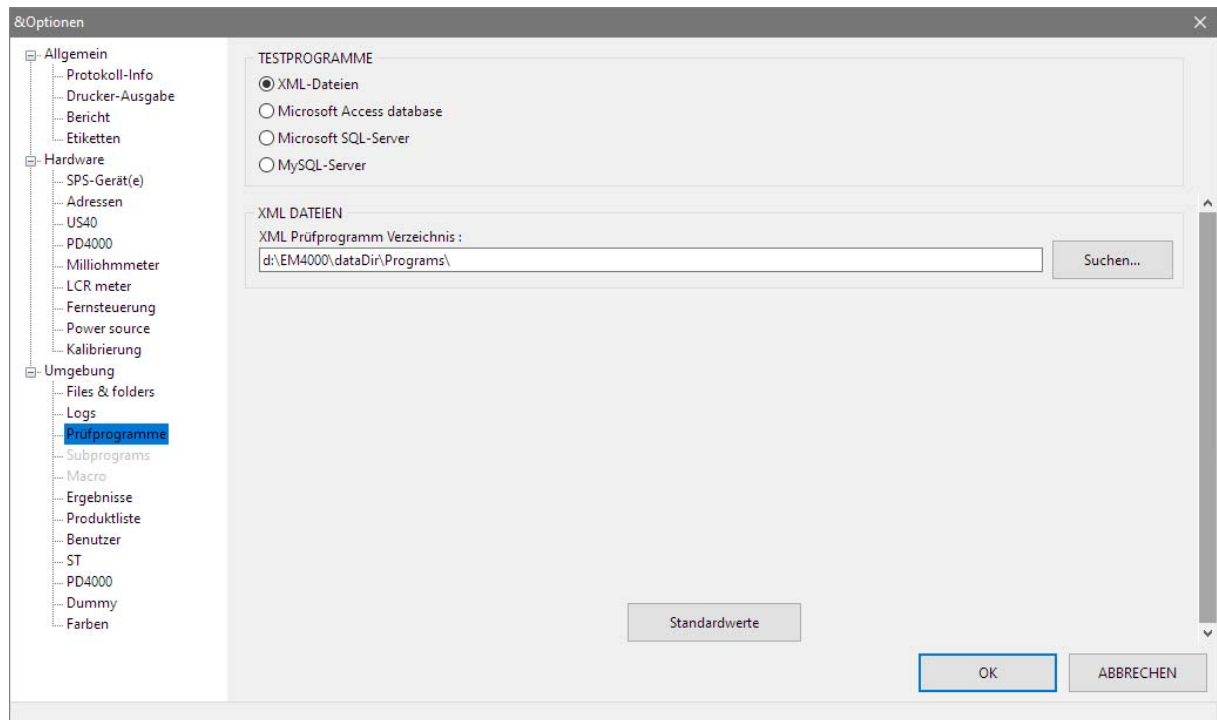 &Optionen
Allgemein
Protokoll-Info
Drucker-Ausgabe
Bericht
Etiketten
Hardware
SPS-Gerät(e)
Adressen
US40
PD4000
Milliohmmeter
LCR meter
Fernsteuerung
Power source
Kalibrierung
Umgebung
Files & folders
Logs
Prüfprogramme
Subprograms
Macro
Ergebnisse
Produktliste
Benutzer
ST
PD4000
Dummy
Farben
TESTPROGRAMME
XML-Dateien
Microsoft Access database
Microsoft SQL-Server
MySQL-Server
XML DATEIEN
XML Prüfprogramm Verzeichnis :
d:\EM4000\dataDir\Programs\
Suchen...
Standardwerte
OK
ABBRECHEN